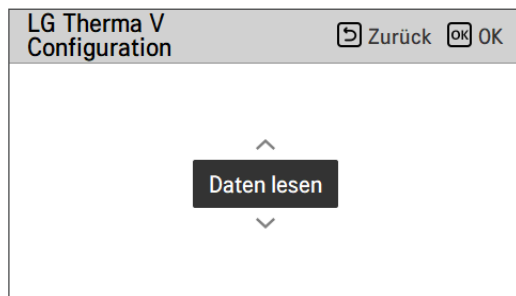 LG Therma V
Configuration
Zurück OK OK
Daten lesen